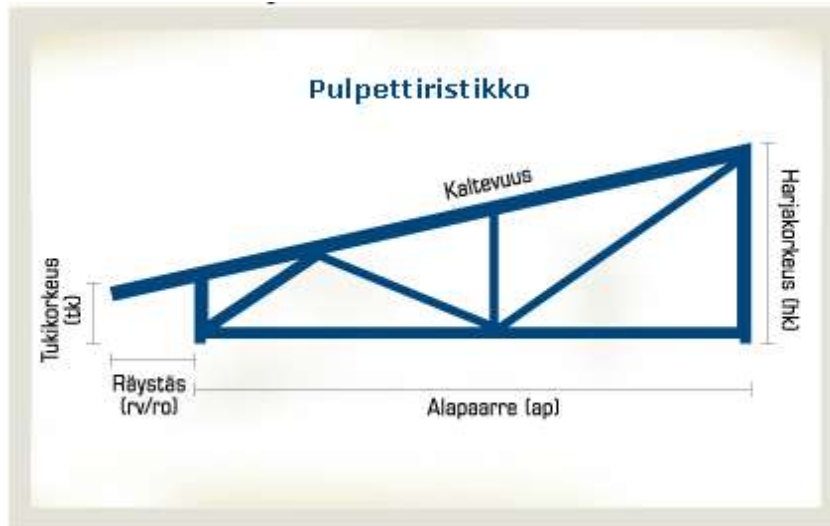 Pulpettiristikko
Kaltevuus
Harjakorkeus (hk)
Tukikorkeus
(tk)
Räystäs
(rv/ro)
Alapaarre (ap)